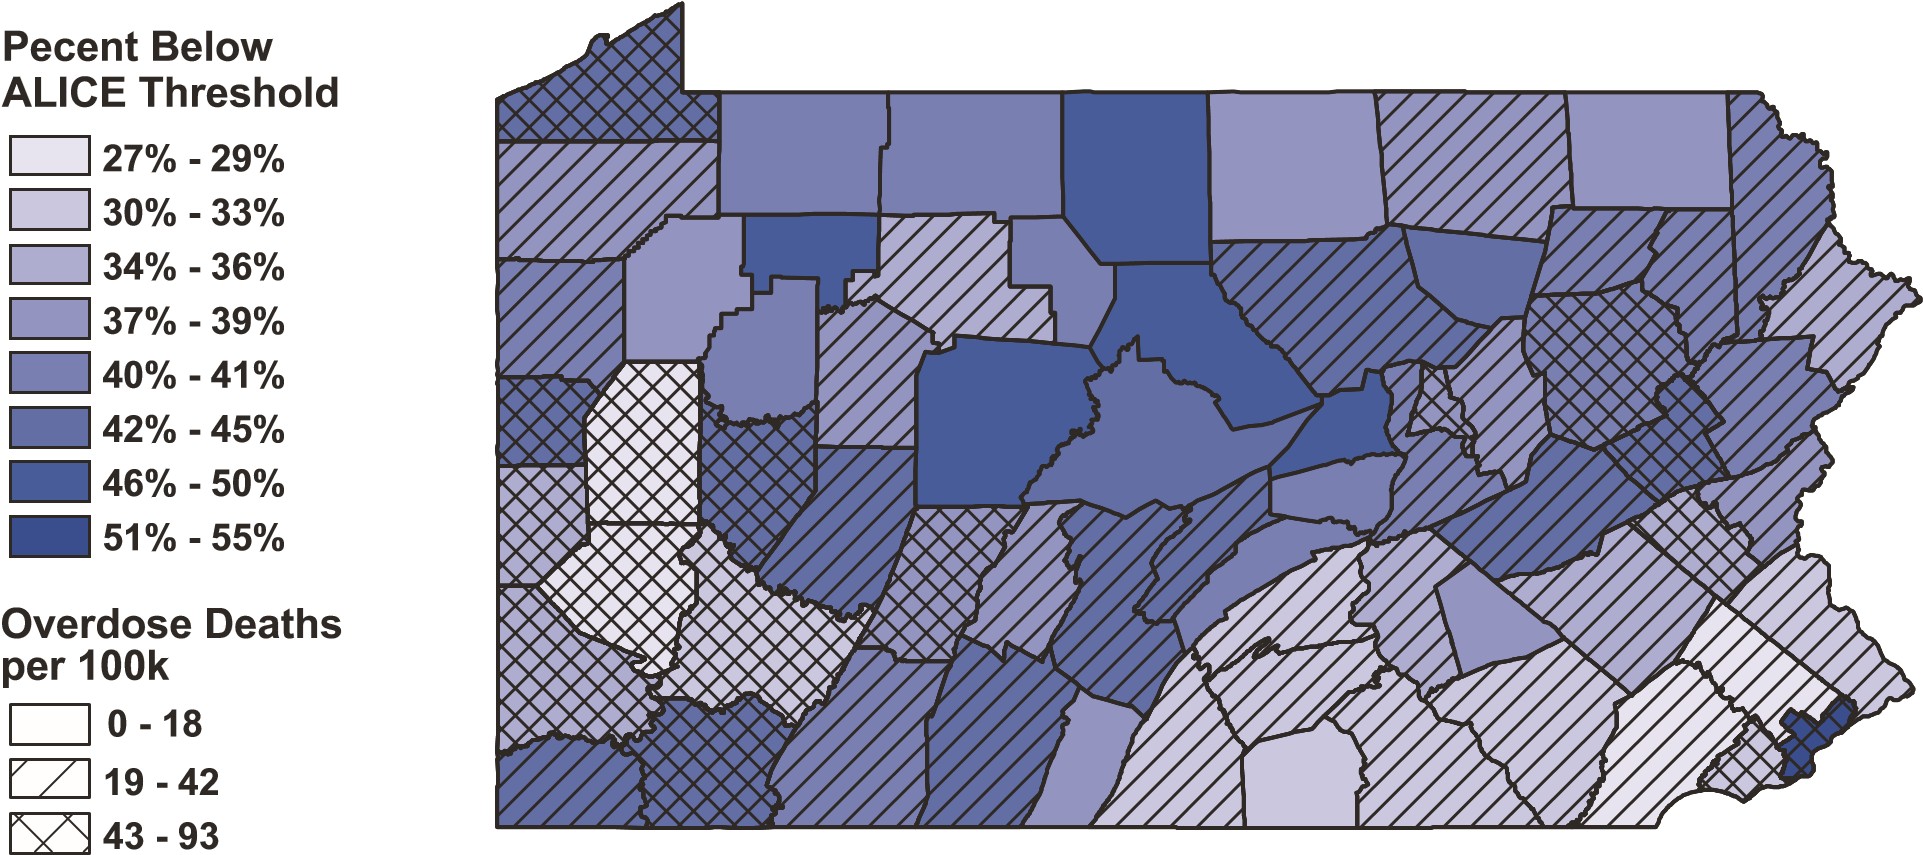 Pecent Below
ALICE Threshold
27% - 29%
30% - 33%
34% - 36%
37% - 39%
40% - 41%
42% - 45%
46% - 50%
51% - 55%
Overdose Deaths
per 100k
0 - 18
19 - 42
43 - 93